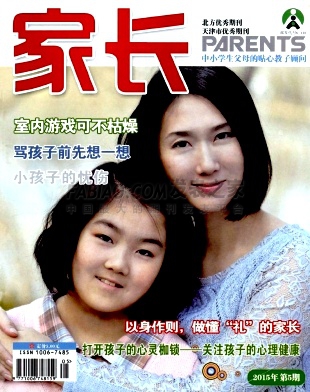 家长
北方优秀期刊
天津市优秀期刊
PARENTS
中小学生父母的贴心教子顾问
室内游戏可不枯燥
骂孩子前先想一想
小孩子的忧伤
以身作则，做懂“礼”的家长
打开孩子的心灵枷锁——关注孩子的心理健康
ISSN 1006-7485
05
9 771006 748159
2015年 第5期